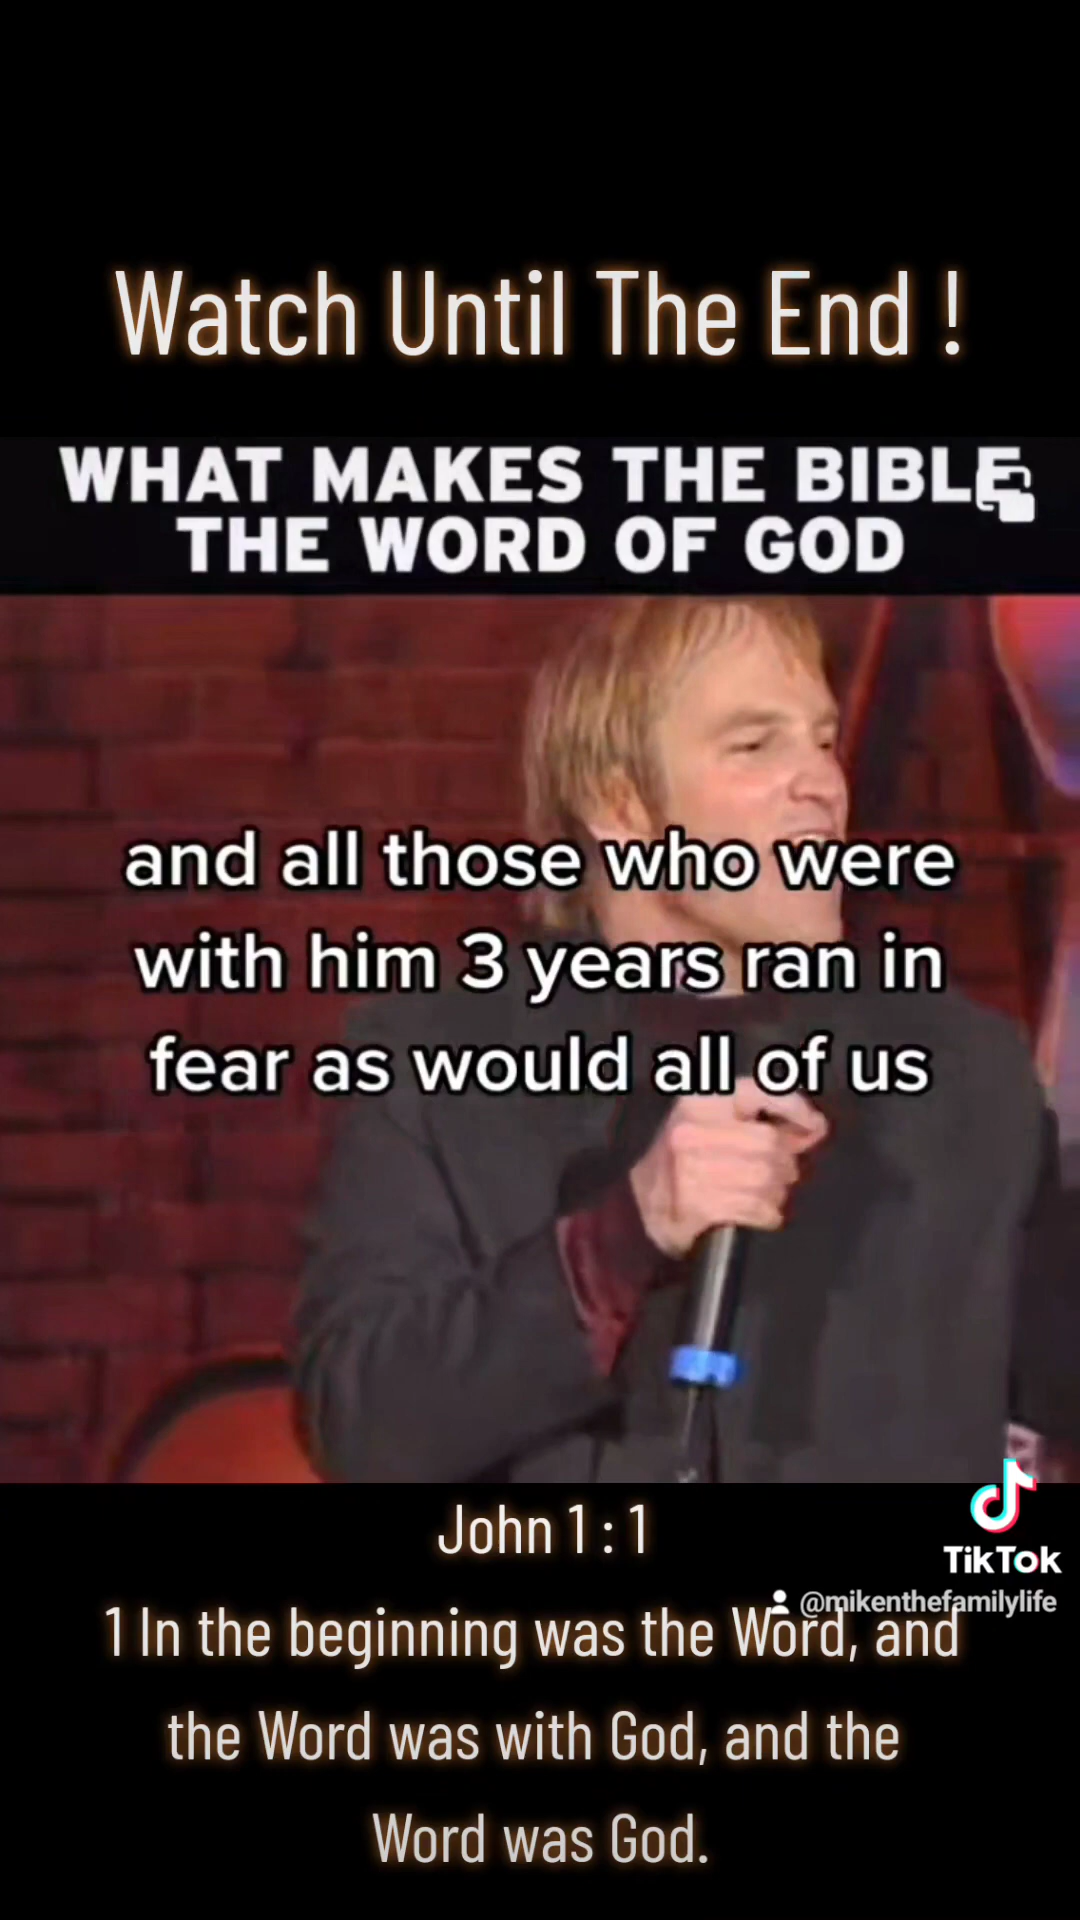 Watch Until The End !
WHAT MAKES THE BIBLE
THE WORD OF GOD
and all those who were
with him 3 years ran in
fear as would all of us
John 1 : 1
TikTok
@mikenthefamilylife
1 In the beginning was the Word, and
the Word was with God, and the
Word was God.